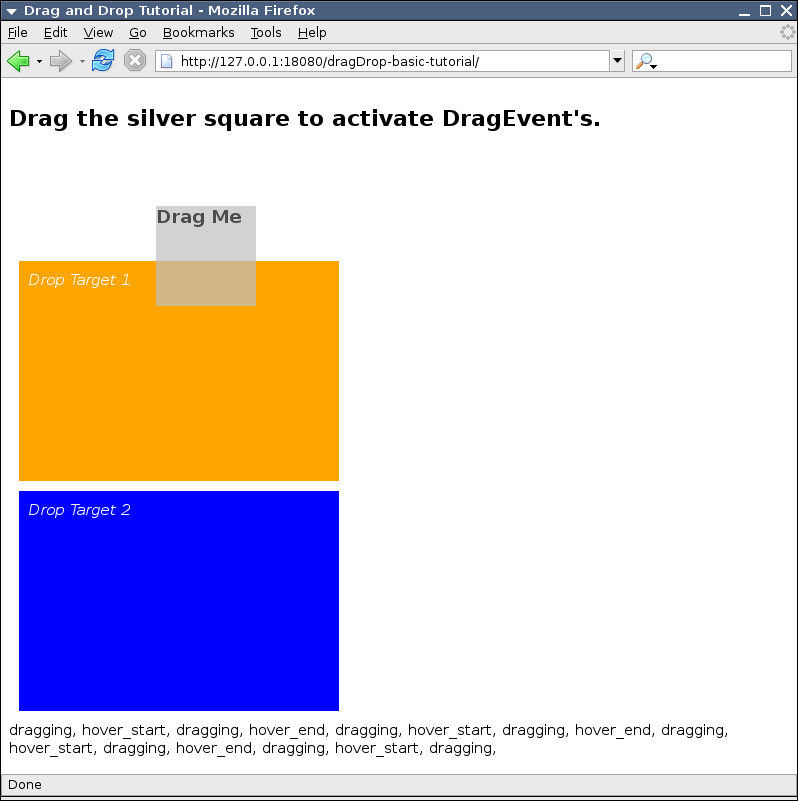 Drag and Drop Tutorial - Mozilla Firefox
File Edit View Go Bookmarks Tools Help
http://127.0.0.1:18080/dragDrop-basic-tutorial/
Drag the silver square to activate DragEvent's.
Drag Me
Drop Target 1
Drop Target 2
dragging, hover_start, dragging, hover_end, dragging, hover_start, dragging, hover_end, dragging,
hover_start, dragging, hover_end, dragging, hover_start, dragging,
Done